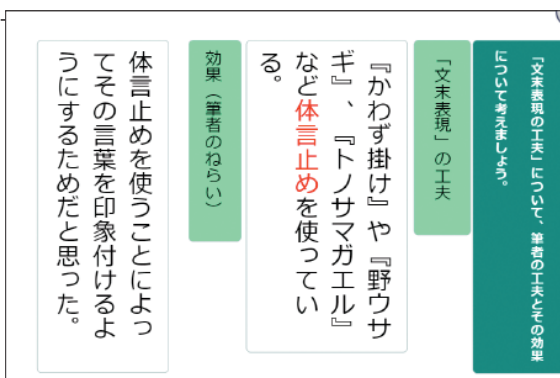 「文末表現の工夫」について、筆者の工夫とその効果
について考えましょう。
「文末表現」の工夫
『かわず掛け』や『野ウサ
ギ』、『トノサマガエル』
など体言止めを使ってい
る。
効果（筆者のねらい）
体言止めを使うことによっ
てその言葉を印象付けるよ
うにするためだと思った。